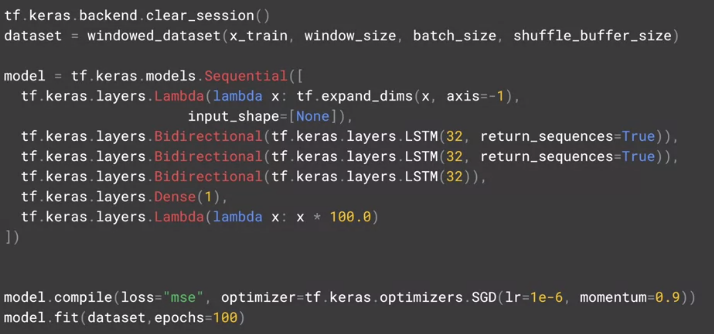 tf.keras.backend.clear_session()
dataset = windowed_dataset(x_train, window_size, batch_size, shuffle_buffer_size)
model = tf.keras.models.Sequential([
  tf.keras.layers.Lambda(lambda x: tf.expand_dims(x, axis=-1),
                      input_shape=[None]),
  tf.keras.layers.Bidirectional(tf.keras.layers.LSTM(32, return_sequences=True)),
  tf.keras.layers.Bidirectional(tf.keras.layers.LSTM(32, return_sequences=True)),
  tf.keras.layers.Bidirectional(tf.keras.layers.LSTM(32)),
  tf.keras.layers.Dense(1),
  tf.keras.layers.Lambda(lambda x: x * 100.0)
])
model.compile(loss="mse", optimizer=tf.keras.optimizers.SGD(lr=1e-6, momentum=0.9))
model.fit(dataset,epochs=100)